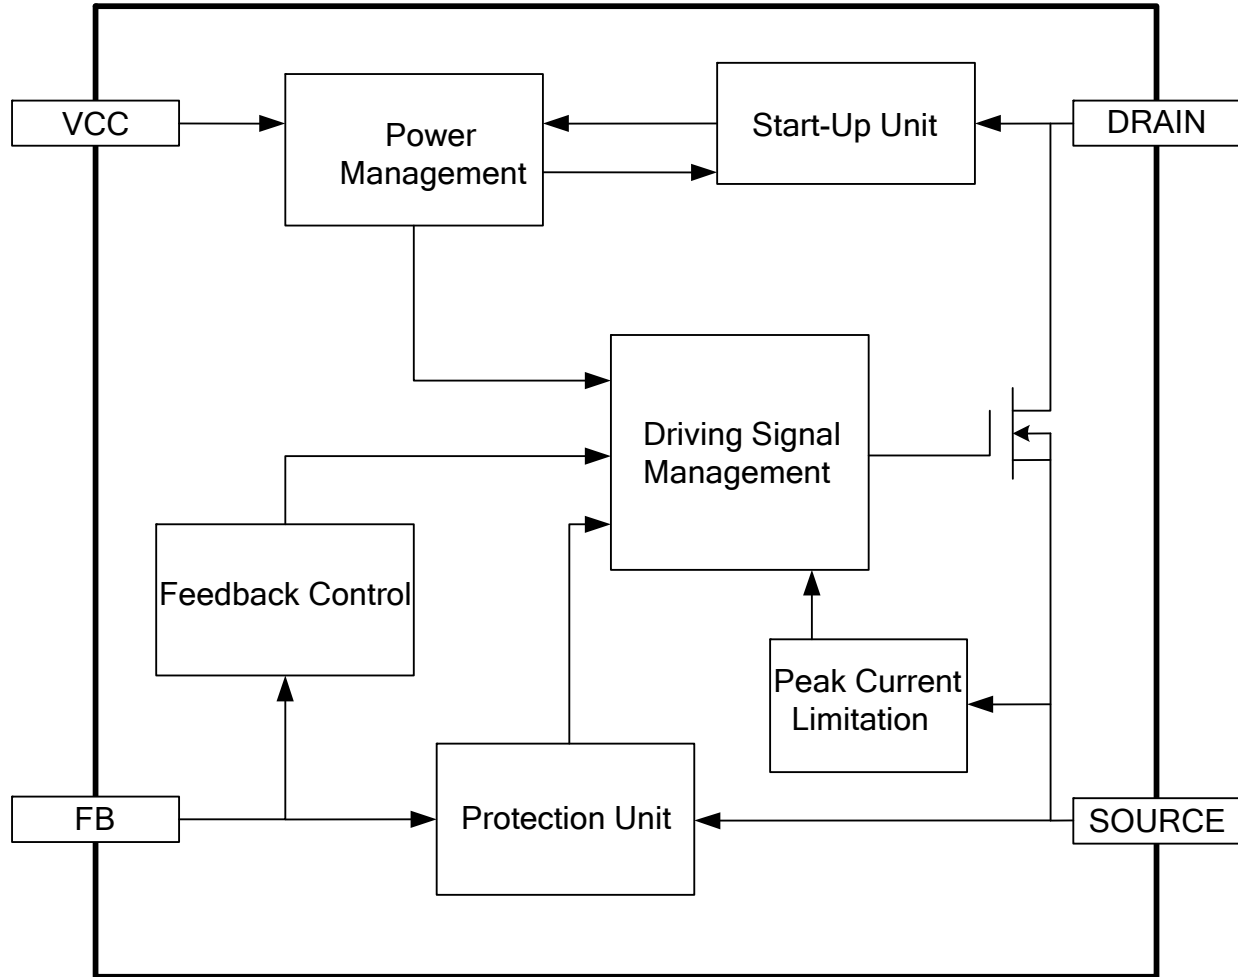 VCC
Power
Management
Start-Up Unit
DRAIN
Driving Signal
Management
Feedback Control
Peak Current
Limitation
FB
Protection Unit
SOURCE